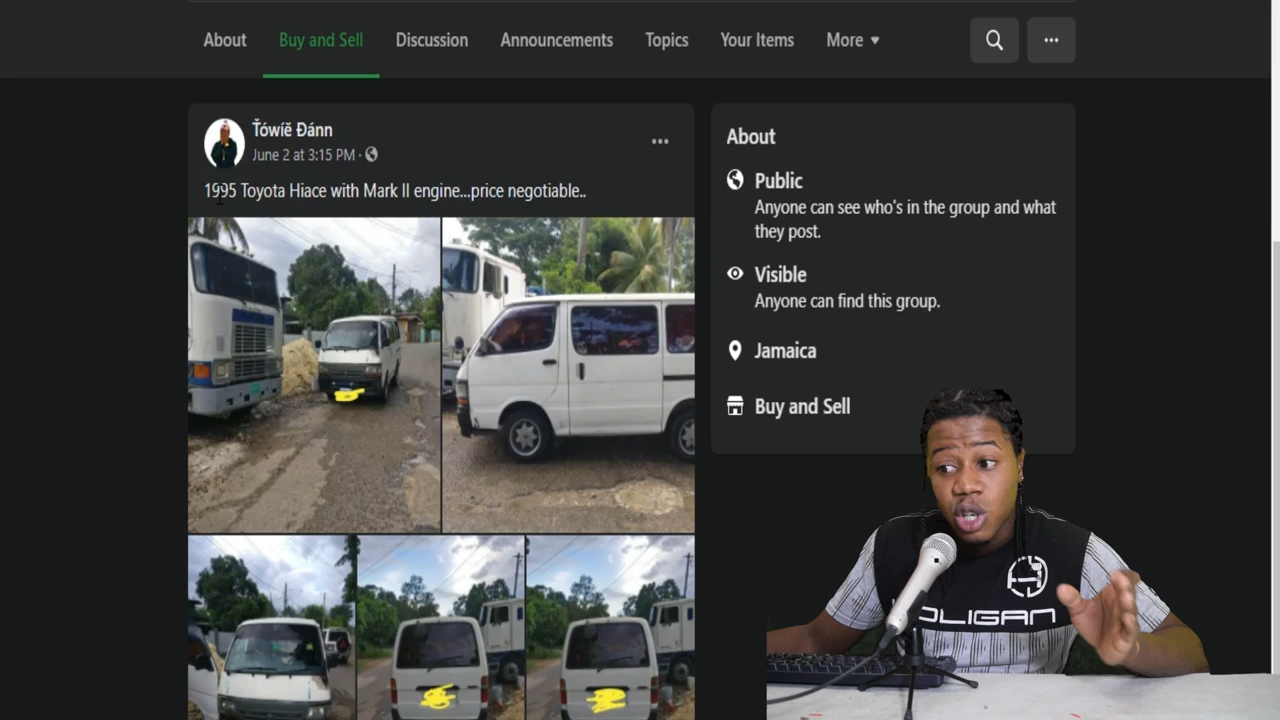 About Buy and Sell Discussion Announcements Topics Your Items More
Ťówíĕ Đánn
June 2 at 3:15 PM ·
1995 Toyota Hiace with Mark II engine...price negotiable..
About
Public
Anyone can see who's in the group and what
they post.
Visible
Anyone can find this group.
Jamaica
Buy and Sell
OLIGAN